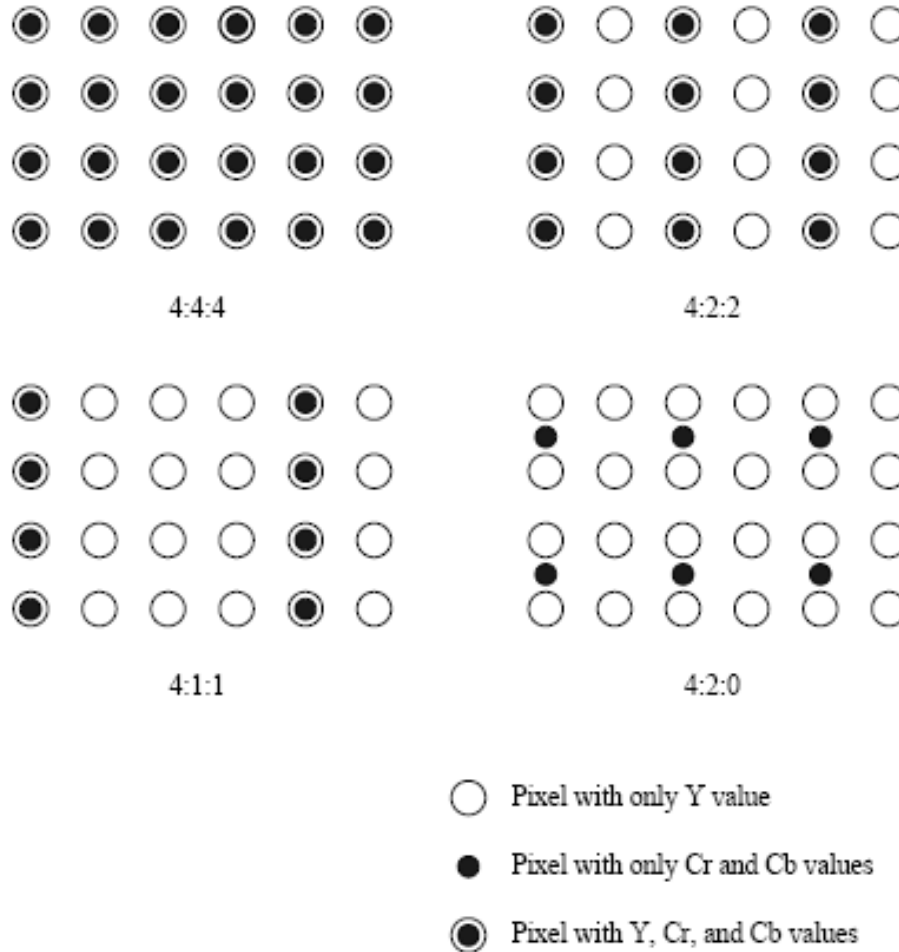 4:4:4
4:2:2
4:1:1
4:2:0
Pixel with only Y value
Pixel with only Cr and Cb values
Pixel with Y, Cr, and Cb values